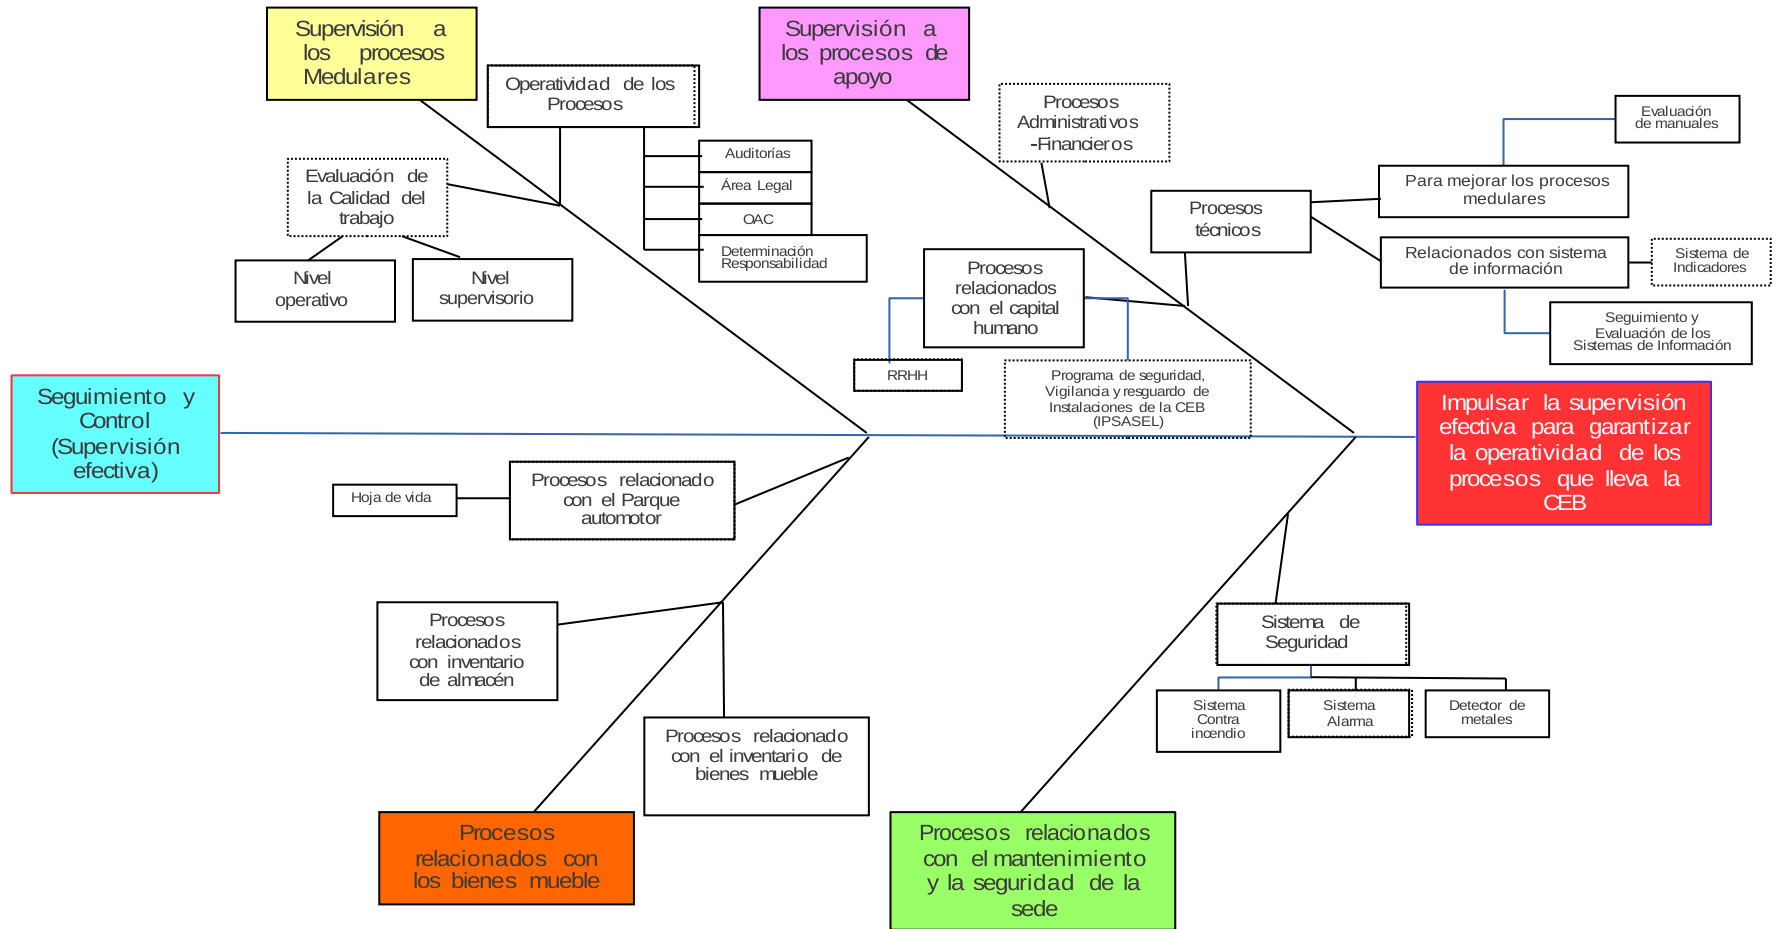 Supervisión a
los procesos
Medulares
Supervisión a
los procesos de
apoyo
Operatividad de los
Procesos
Procesos
Administrativos
-Financieros
Evaluación
de manuales
Auditorías
Área Legal
OAC
Determinación
Responsabilidad
Evaluación de
la Calidad del
trabajo
Nivel
operativo
Nivel
supervisorio
Para mejorar los procesos
medulares
Procesos
técnicos
Relacionados con sistema
de información
Sistema de
Indicadores
Procesos
relacionados
con el capital
humano
Seguimiento y
Evaluación de los
Sistemas de Información
RRHH
Programa de seguridad,
Vigilancia y resguardo de
Instalaciones de la CEB
(IPSASEL)
Seguimiento y
Control
(Supervisión
efectiva)
Impulsar la supervisión
efectiva para garantizar
la operatividad de los
procesos que lleva la
CEB
Hoja de vida
Procesos relacionado
con el Parque
automotor
Procesos
relacionados
con inventario
de almacén
Sistema de
Seguridad
Sistema
Contra
incendio
Sistema
Alarma
Detector de
metales
Procesos relacionado
con el inventario de
bienes mueble
Procesos
relacionados con
los bienes mueble
Procesos relacionados
con el mantenimiento
y la seguridad de la
sede